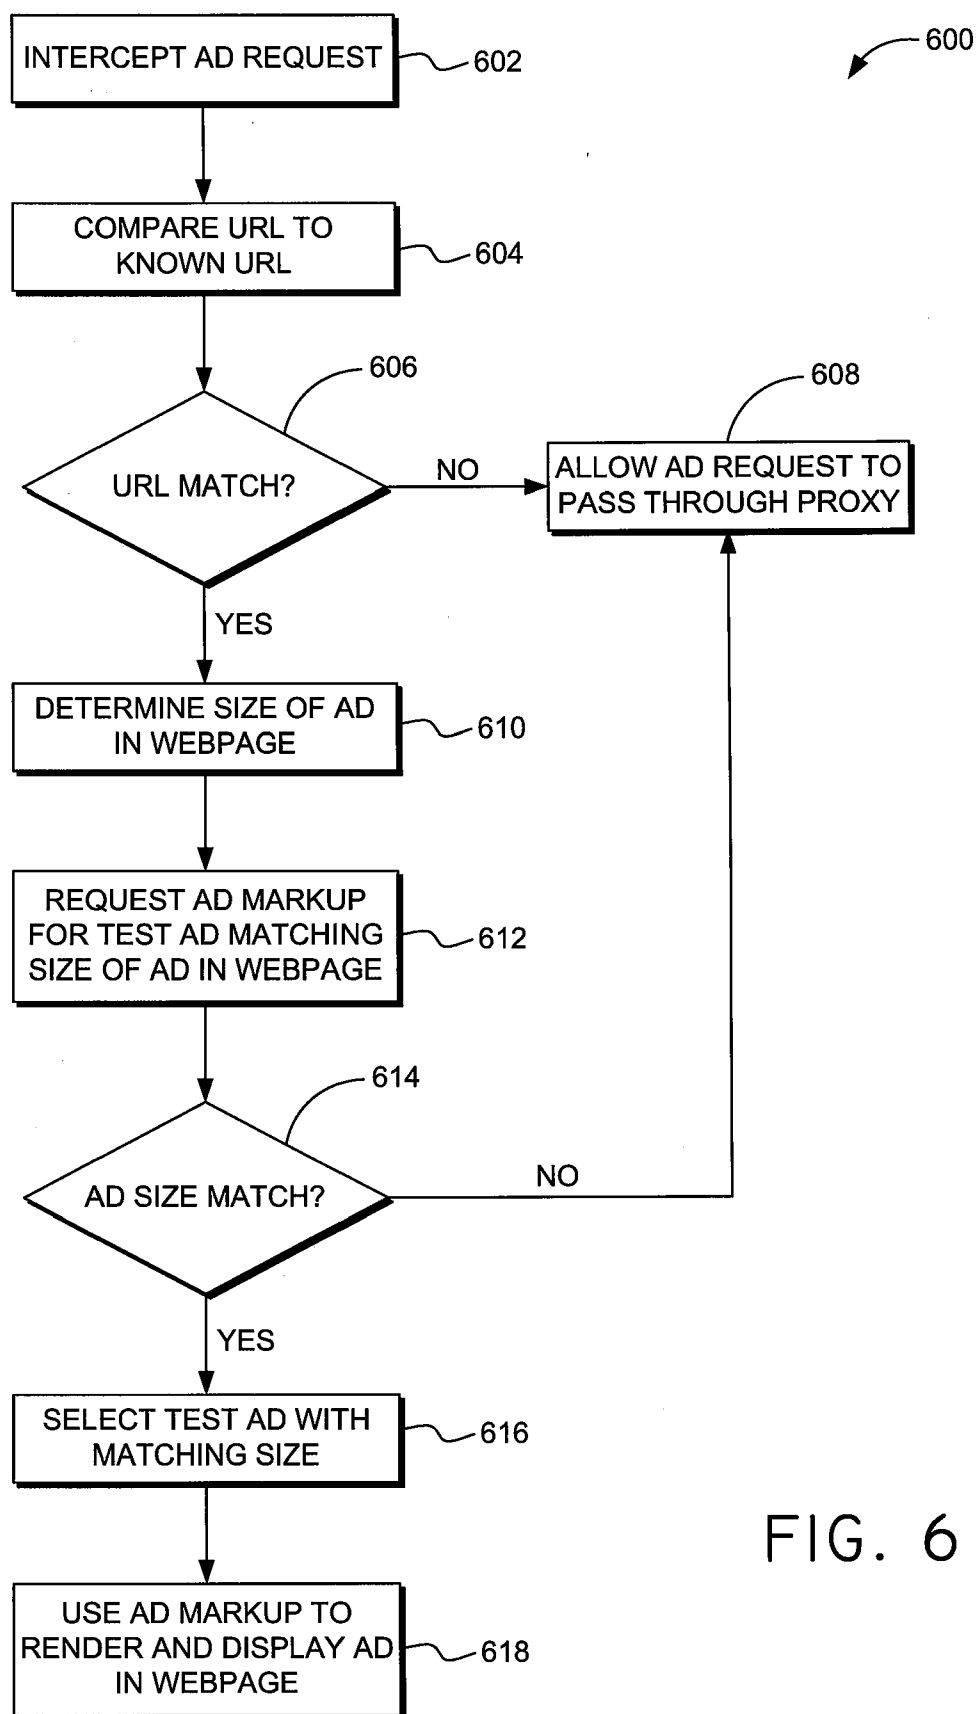 INTERCEPT AD REQUEST
602
600
COMPARE URL TO
KNOWN URL
604
606
URL MATCH?
NO
608
ALLOW AD REQUEST TO
PASS THROUGH PROXY
YES
DETERMINE SIZE OF AD
IN WEBPAGE
610
REQUEST AD MARKUP
FOR TEST AD MATCHING
SIZE OF AD IN WEBPAGE
612
614
AD SIZE MATCH?
NO
YES
SELECT TEST AD WITH
MATCHING SIZE
616
USE AD MARKUP TO
RENDER AND DISPLAY AD
IN WEBPAGE
618
FIG. 6